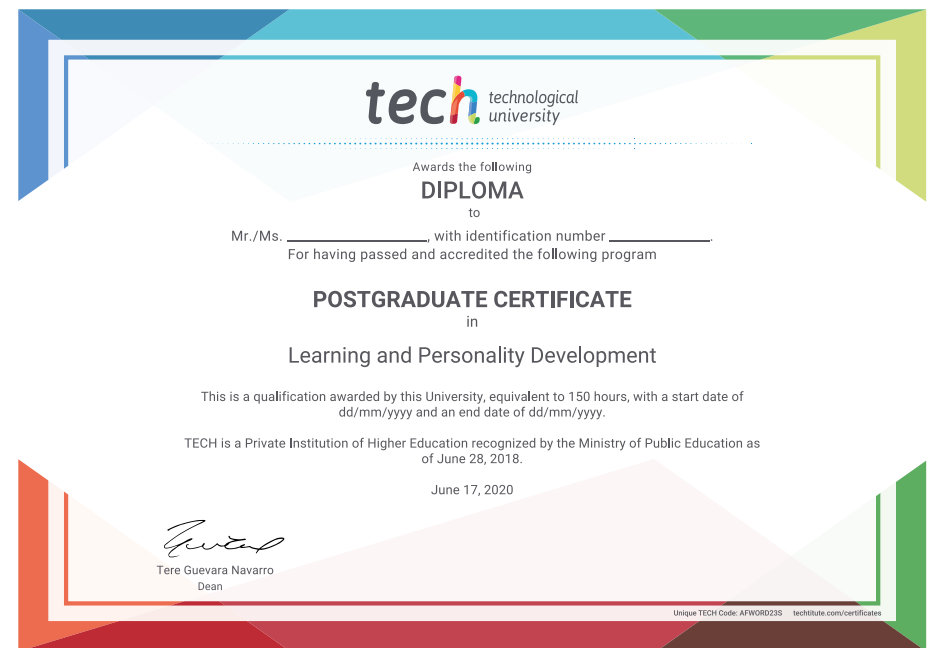 tech technological
university
Awards the following
DIPLOMA
to
Mr./Ms. ____________, with identification number ____________.
For having passed and accredited the following program
POSTGRADUATE CERTIFICATE
in
Learning and Personality Development
This is a qualification awarded by this University, equivalent to 150 hours, with a start date of
dd/mm/yyyy and an end date of dd/mm/yyyy.
TECH is a Private Institution of Higher Education recognized by the Ministry of Public Education as
of June 28, 2018.
June 17, 2020
Tere Guevara Navarro
Dean
Unique TECH Code: AFWORD23S techtitute.com/certificates